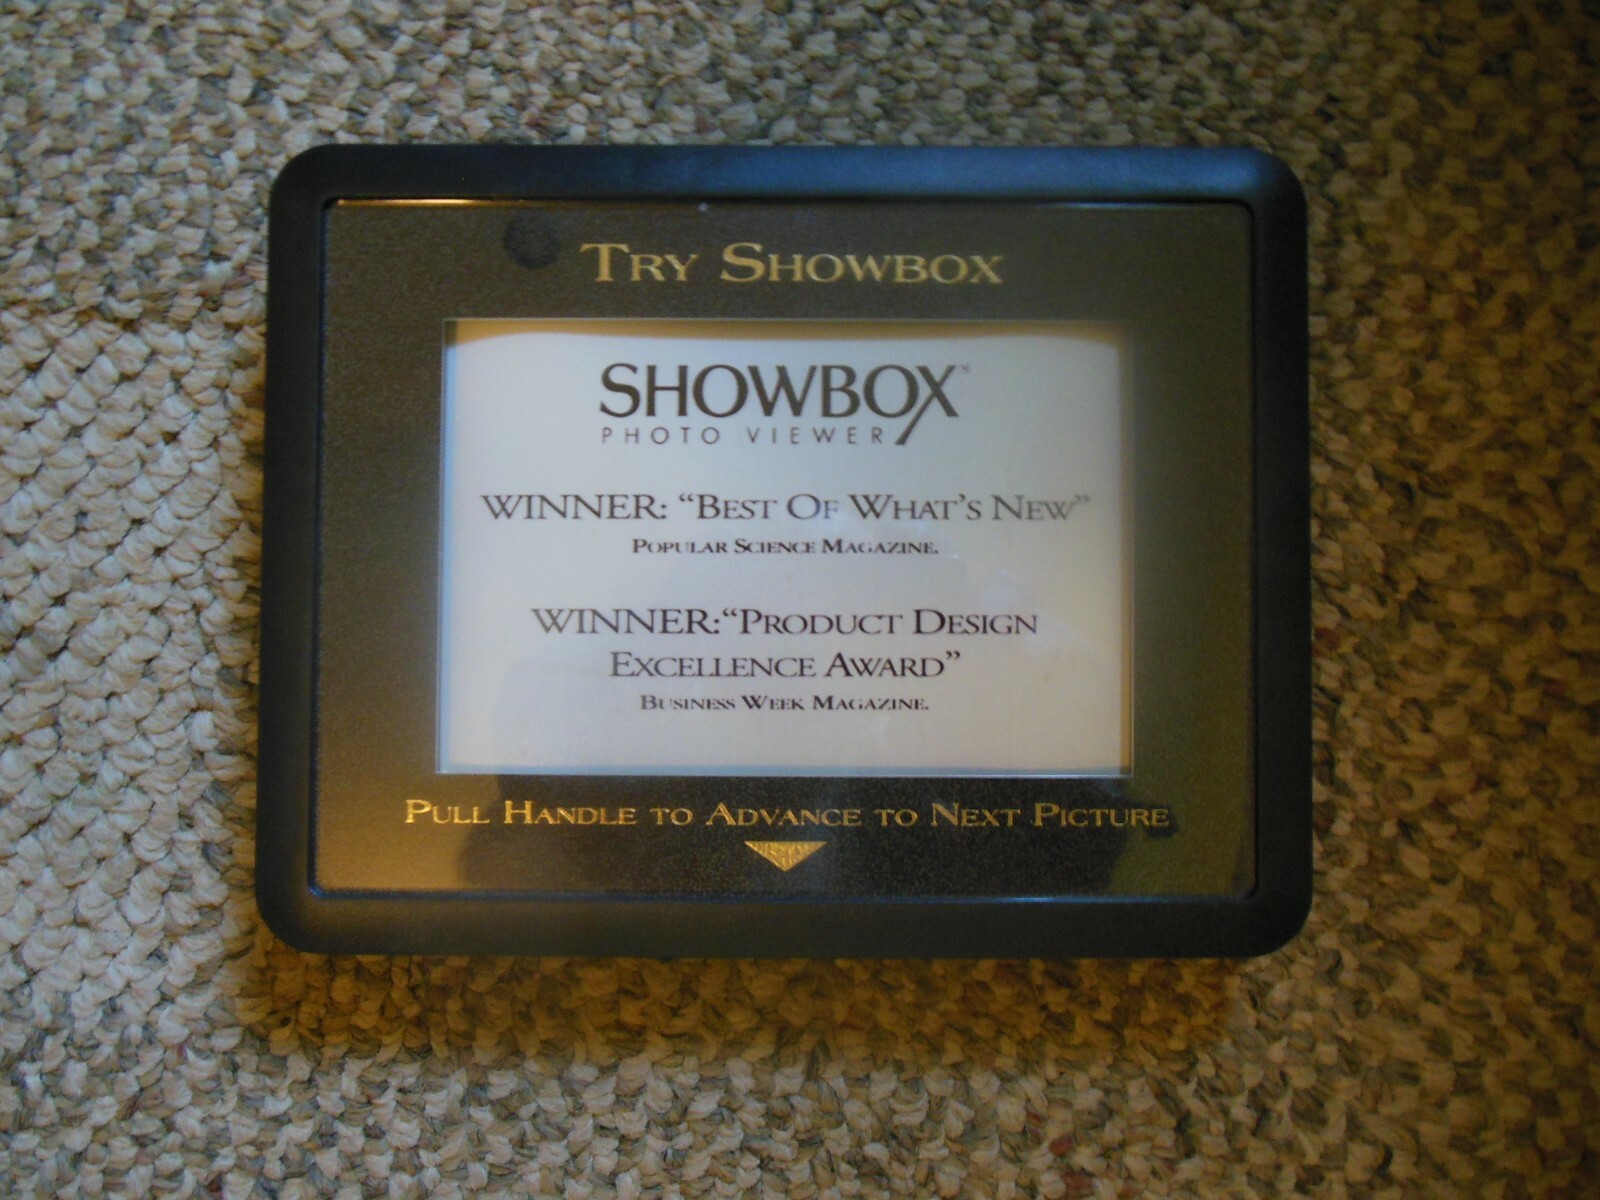 TRY SHOWBOX
SHOWBOX™
PHOTO VIEWER
WINNER: “BEST OF WHAT'S NEW”
POPULAR SCIENCE MAGAZINE.
WINNER:“PRODUCT DESIGN
EXCELLENCE AWARD”
BUSINESS WEEK MAGAZINE.
PULL HANDLE TO ADVANCE TO NEXT PICTURE